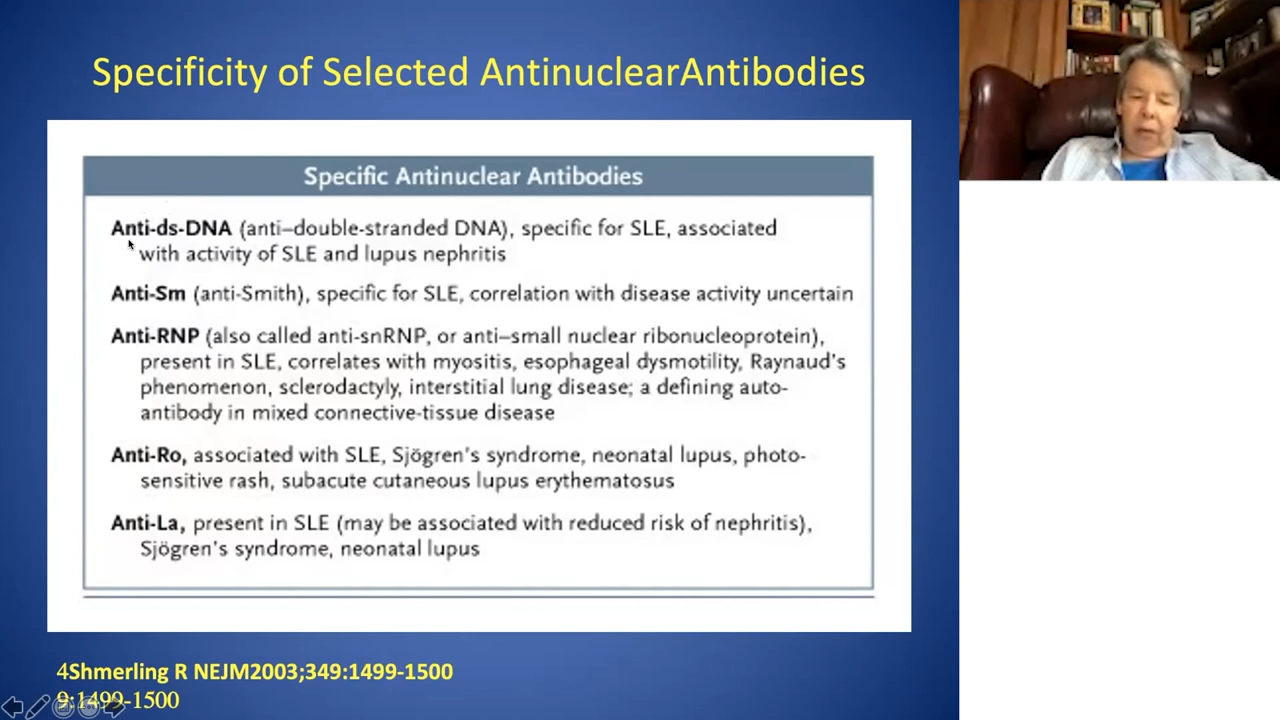 Specificity of Selected AntinuclearAntibodies
Specific Antinuclear Antibodies
Anti-ds-DNA (anti–double-stranded DNA), specific for SLE, associated
with activity of SLE and lupus nephritis
Anti-Sm (anti-Smith), specific for SLE, correlation with disease activity uncertain
Anti-RNP (also called anti-snRNP, or anti–small nuclear ribonucleoprotein),
present in SLE, correlates with myositis, esophageal dysmotility, Raynaud's
phenomenon, sclerodactyly, interstitial lung disease; a defining auto-
antibody in mixed connective-tissue disease
Anti-Ro, associated with SLE, Sjögren's syndrome, neonatal lupus, photo-
sensitive rash, subacute cutaneous lupus erythematosus
Anti-La, present in SLE (may be associated with reduced risk of nephritis),
Sjögren's syndrome, neonatal lupus
4Shmerling R NEJM2003;349:1499-1500
9:1499-1500